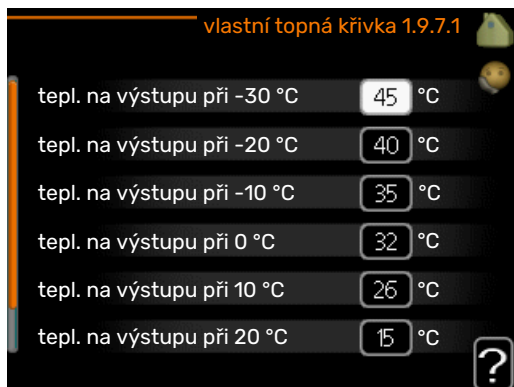 vlastní topná křivka 1.9.7.1
tepl. na výstupu při -30 °C 45 °C
tepl. na výstupu při -20 °C 40 °C
tepl. na výstupu při -10 °C 35 °C
tepl. na výstupu při 0 °C 32 °C
tepl. na výstupu při 10 °C 26 °C
tepl. na výstupu při 20 °C 15 °C
?